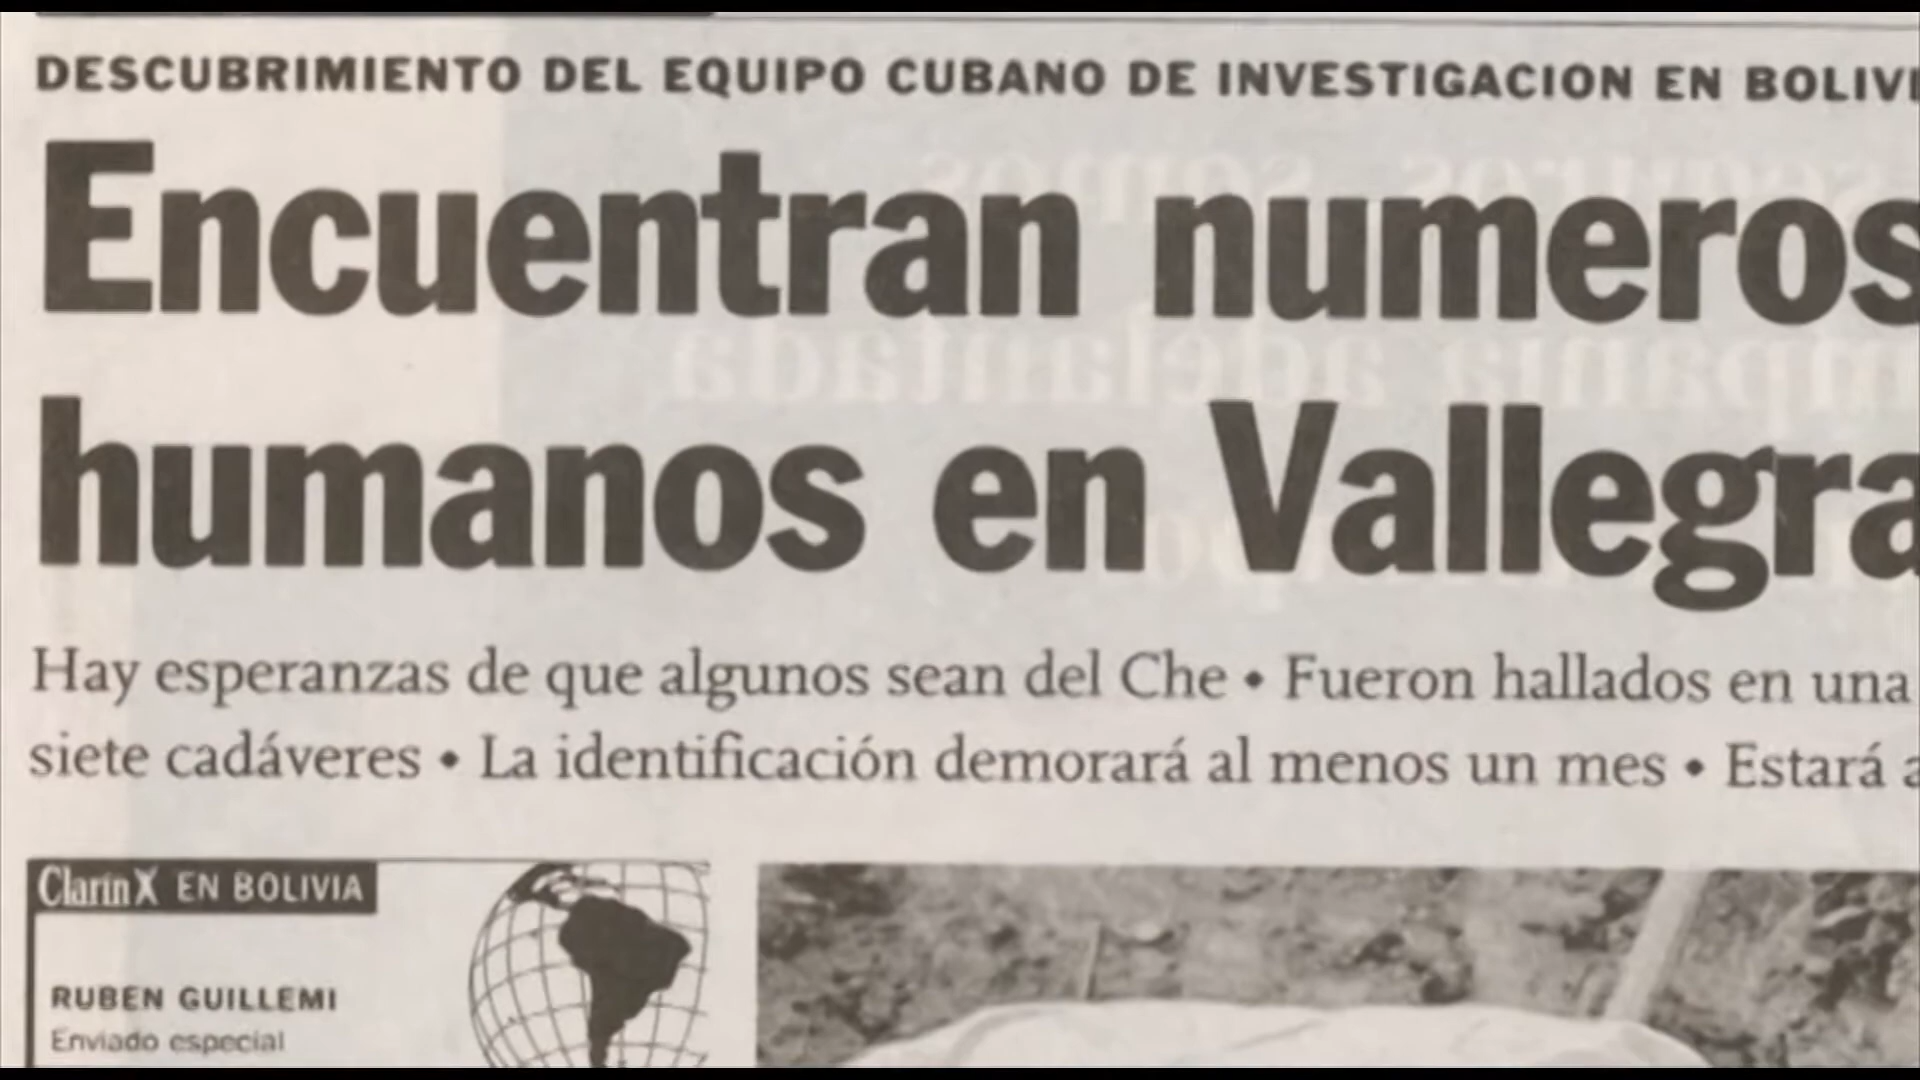 DESCUBRIMIENTO DEL EQUIPO CUBANO DE INVESTIGACION EN BOLIVI
Encuentran numeros
humanos en Vallegra
Hay esperanzas de que algunos sean del Che • Fueron hallados en una
siete cadáveres • La identificación demorará al menos un mes • Estará a
Clarín X EN BOLIVIA
RUBEN GUILLEMI
Enviado especial